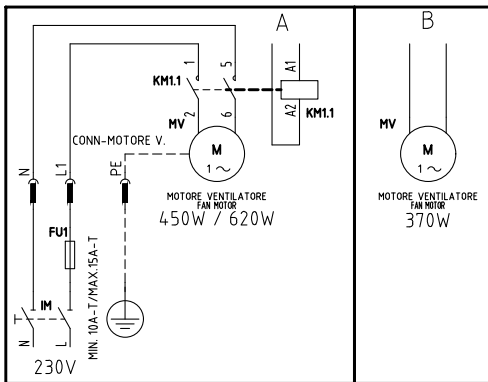 A
B
1
5
KM1.1
A1
A2
KM1.1
2
6
MV
M
1 ~
CONN-MOTORE V.
N
L1
PE
MOTORE VENTILATORE
FAN MOTOR
450W / 620W
FU1
MIN. 10A-T/MAX.15A-T
IM
N
L
230V
MV
M
1 ~
MOTORE VENTILATORE
FAN MOTOR
370W